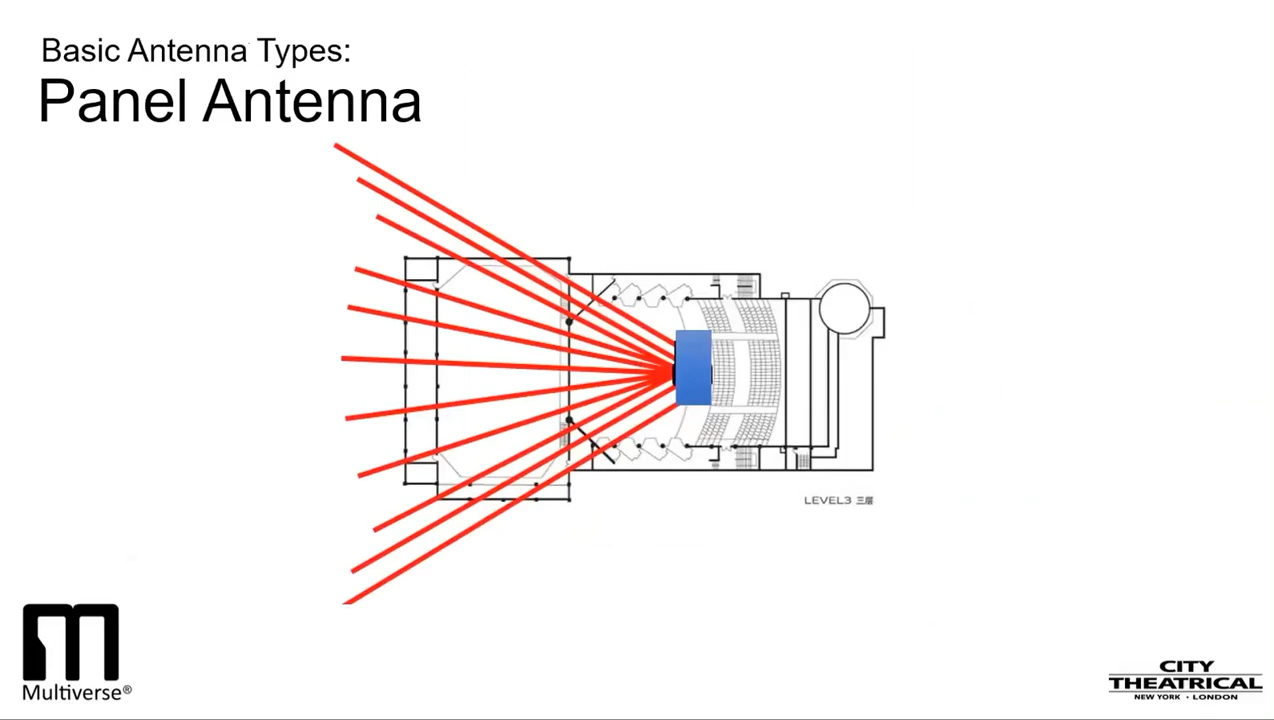 Basic Antenna Types:
Panel Antenna
LEVEL3 三层
Multiverse®
CITY
THEATRICAL
NEW YORK • LONDON